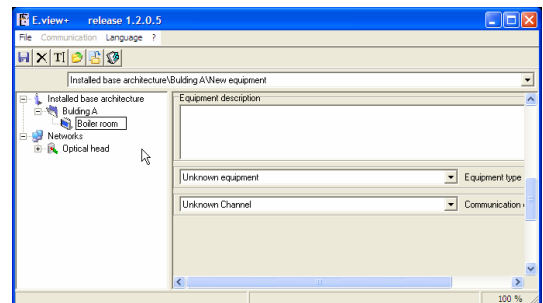 E.view+ release 1.2.0.5
File Communication Language ?
TI
Installed base architecture\Bulding A\New equipment
Installed base architecture
Bulding A
Boiler room
Networks
Optical head
Equipment description
Unknown equipment Equipment type
Unknown Channel Communication
100 %